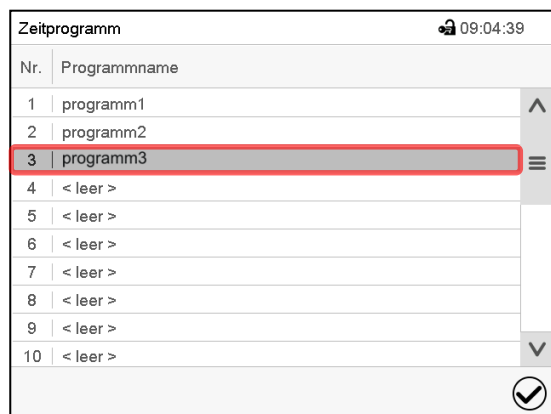 Zeitprogramm 09:04:39
Nr. Programmname
1 programm1
2 programm2
3 programm3
4 < leer >
5 < leer >
6 < leer >
7 < leer >
8 < leer >
9 < leer >
10 < leer >